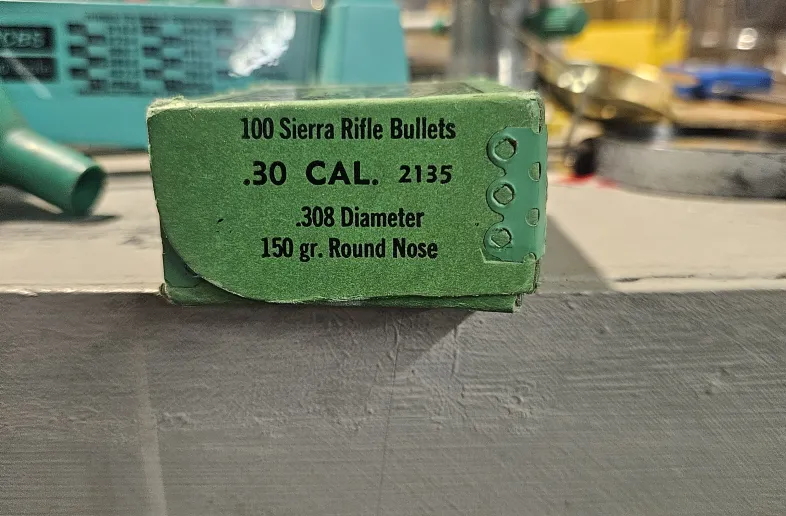 100 Sierra Rifle Bullets
.30 CAL. 2135
.308 Diameter
150 gr. Round Nose